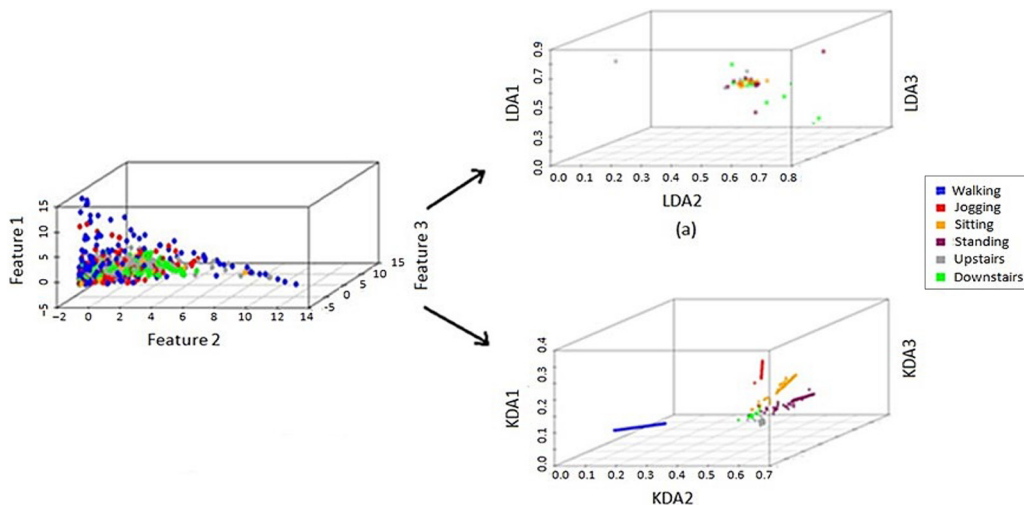 0.9
0.7
0.5
0.3
0.0
LDA1
0.0 0.1 0.2 0.3 0.4 0.5 0.6 0.7 0.8
LDA2
LDA3
(a)
15
10
5
0
-5
Feature 1
-2 0 2 4 6 8 10 12 14
Feature 2
-5 0 5 10 15
Feature 3
Walking
Jogging
Sitting
Standing
Upstairs
Downstairs
0.4
0.3
0.2
0.1
0.0
KDA1
0.0 0.1 0.2 0.3 0.4 0.5 0.6 0.7
KDA2
KDA3